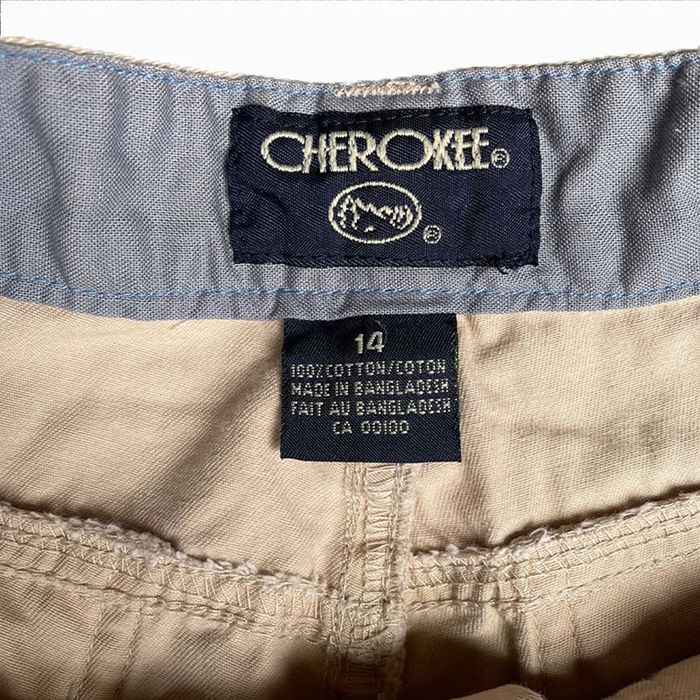 CHEROKEE®
®
14
100% COTTON/COTON
MADE IN BANGLADESH
FAIT AU BANGLADESH
CA 00100